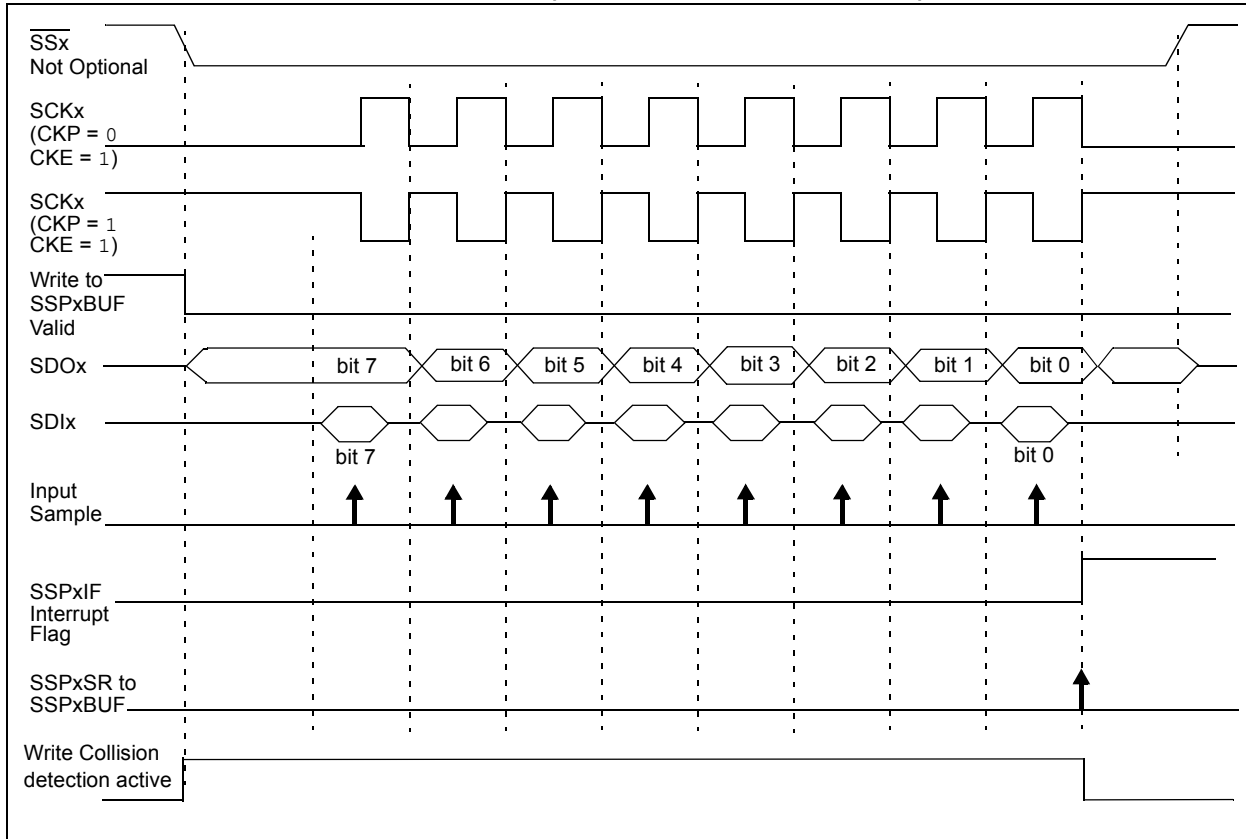 SSx
Not Optional
SCKx
(CKP = 0
CKE = 1)
SCKx
(CKP = 1
CKE = 1)
Write to
SSPxBUF
Valid
SDOx
bit 7 bit 6 bit 5 bit 4 bit 3 bit 2 bit 1 bit 0
SDIx
bit 7 bit 0
Input
Sample
SSPxIF
Interrupt
Flag
SSPxSR to
SSPxBUF
Write Collision
detection active